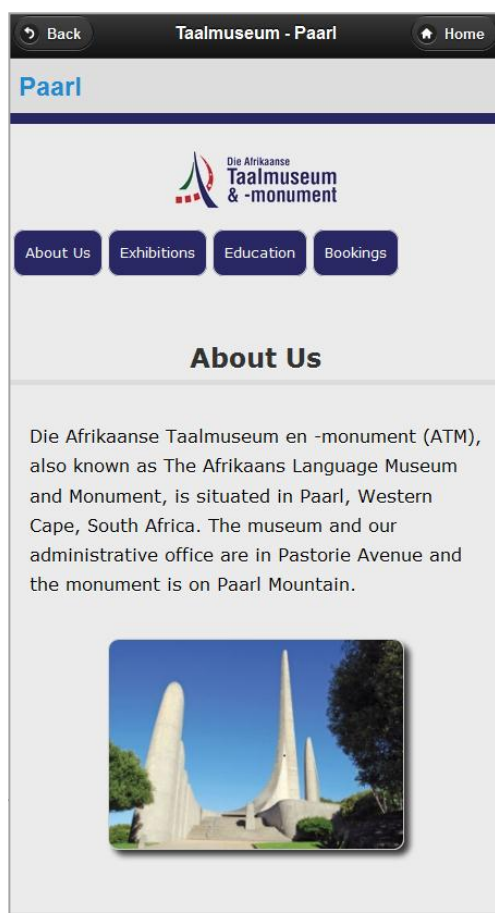 Back
Taalmuseum - Paarl
Home
Paarl
Die Afrikaanse
Taalmuseum
& -monument
About Us
Exhibitions
Education
Bookings
About Us
Die Afrikaanse Taalmuseum en -monument (ATM),
also known as The Afrikaans Language Museum
and Monument, is situated in Paarl, Western
Cape, South Africa. The museum and our
administrative office are in Pastorie Avenue and
the monument is on Paarl Mountain.